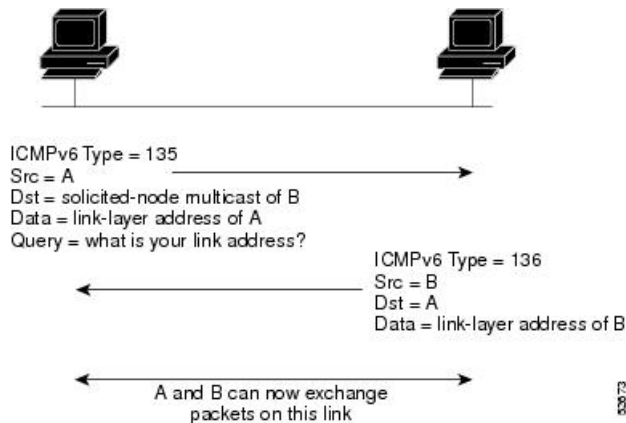 ICMPv6 Type = 135
Src = A
Dst = solicited-node multicast of B
Data = link-layer address of A
Query = what is your link address?
ICMPv6 Type = 136
Src = B
Dst = A
Data = link-layer address of B
A and B can now exchange
packets on this link